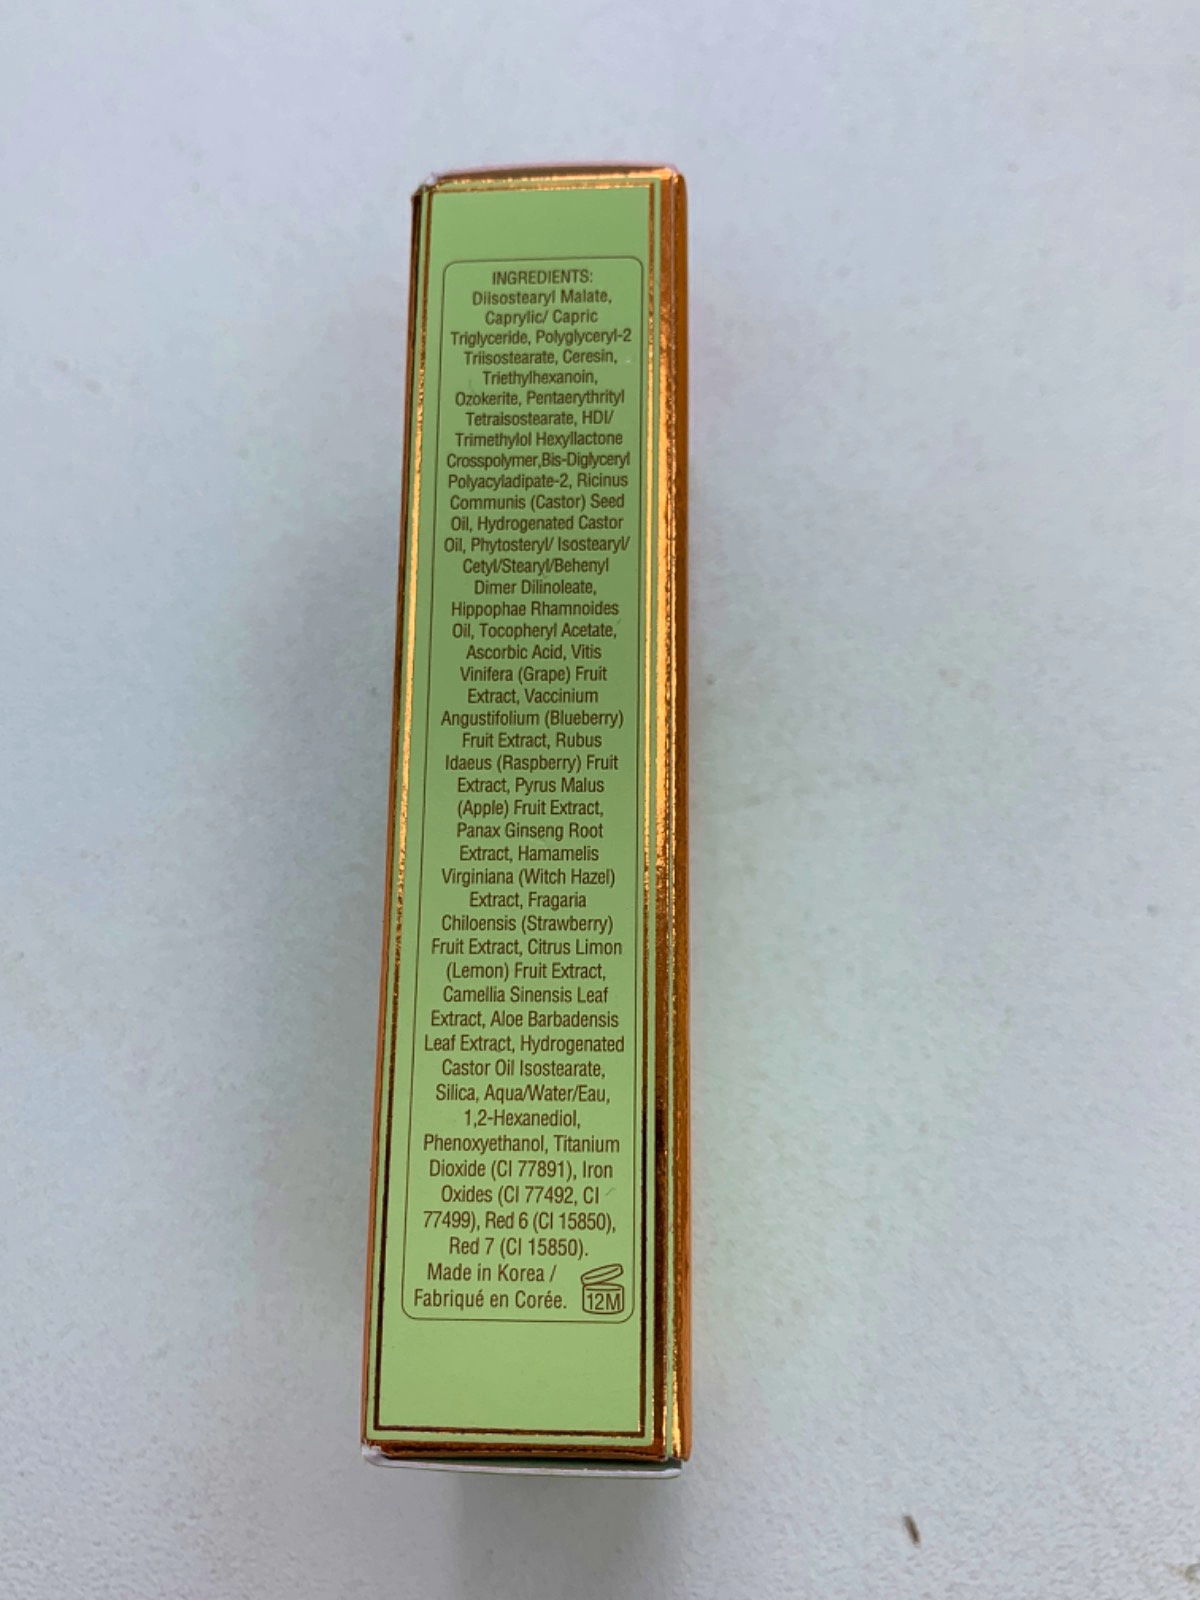 INGREDIENTS:
Diisostearyl Malate,
Caprylic/ Capric
Triglyceride, Polyglyceryl-2
Triisostearate, Ceresin,
Triethylhexanoin,
Ozokerite, Pentaerythrityl
Tetraisostearate, HDI/
Trimethylol Hexyllactone
Crosspolymer,Bis-Diglyceryl
Polyacyladipate-2, Ricinus
Communis (Castor) Seed
Oil, Hydrogenated Castor
Oil, Phytosteryl/ Isostearyl/
Cetyl/Stearyl/Behenyl
Dimer Dilinoleate,
Hippophae Rhamnoides
Oil, Tocopheryl Acetate,
Ascorbic Acid, Vitis
Vinifera (Grape) Fruit
Extract, Vaccinium
Angustifolium (Blueberry)
Fruit Extract, Rubus
Idaeus (Raspberry) Fruit
Extract, Pyrus Malus
(Apple) Fruit Extract,
Panax Ginseng Root
Extract, Hamamelis
Virginiana (Witch Hazel)
Extract, Fragaria
Chiloensis (Strawberry)
Fruit Extract, Citrus Limon
(Lemon) Fruit Extract,
Camellia Sinensis Leaf
Extract, Aloe Barbadensis
Leaf Extract, Hydrogenated
Castor Oil Isostearate,
Silica, Aqua/Water/Eau,
1,2-Hexanediol,
Phenoxyethanol, Titanium
Dioxide (CI 77891), Iron
Oxides (CI 77492, CI
77499), Red 6 (CI 15850),
Red 7 (CI 15850).
Made in Korea /
Fabriqué en Corée.
12M